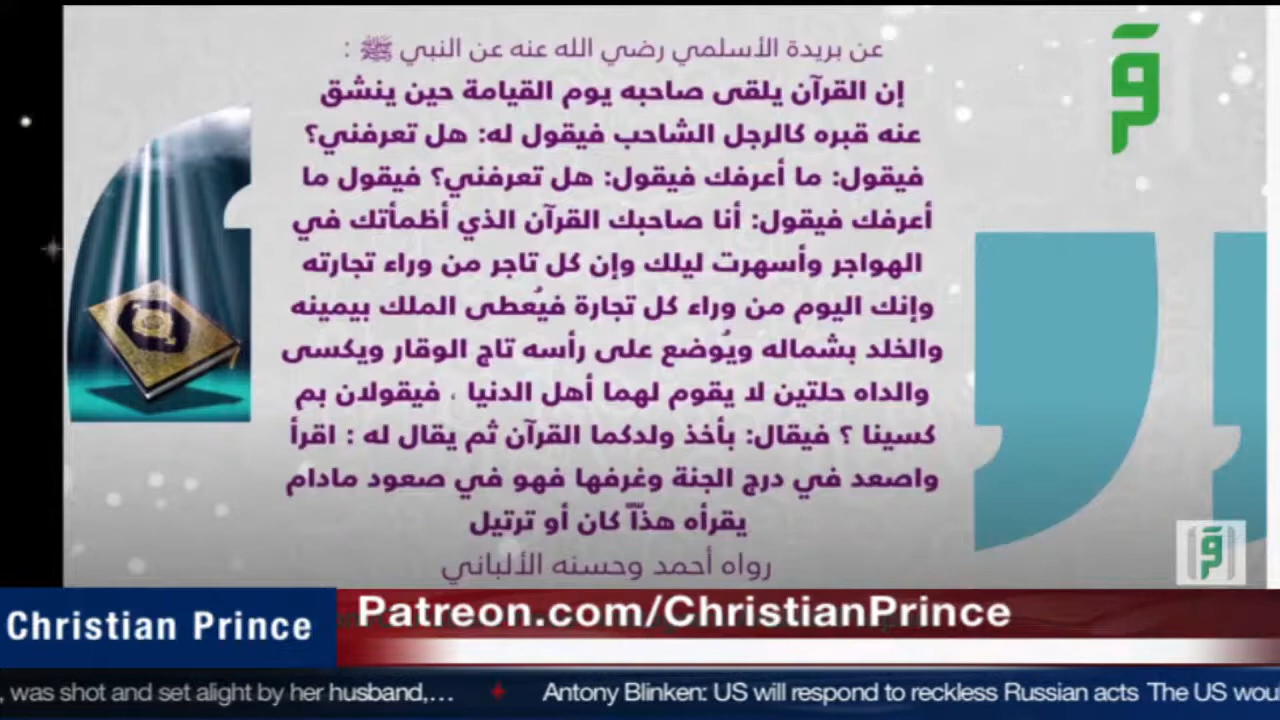 عن بريدة الأسلمي رضي الله عنه عن النبي ﷺ :
إن القرآن يلقى صاحبه يوم القيامة حين ينشق
عنه قبره كالرجل الشاحب فيقول له: هل تعرفني؟
فيقول: ما أعرفك فيقول: هل تعرفني؟ فيقول ما
أعرفك فيقول: أنا صاحبك القرآن الذي أظمأتك في
الهواجر وأسهرت ليلك وإن كل تاجر من وراء تجارته
وإنك اليوم من وراء كل تجارة فيُعطى الملك بيمينه
والخلد بشماله ويُوضع على رأسه تاج الوقار ويكسى
والداه حلتين لا يقوم لهما أهل الدنيا ، فيقولان بم
كسينا ؟ فيقال: بأخذ ولدكما القرآن ثم يقال له : اقرأ
واصعد في درج الجنة وغرفها فهو في صعود مادام
يقرأه هذّاً كان أو ترتيل
رواه أحمد وحسنه الألباني
Christian Prince
Patreon.com/ChristianPrince
, was shot and set alight by her husband,... Antony Blinken: US will respond to reckless Russian acts The US wou